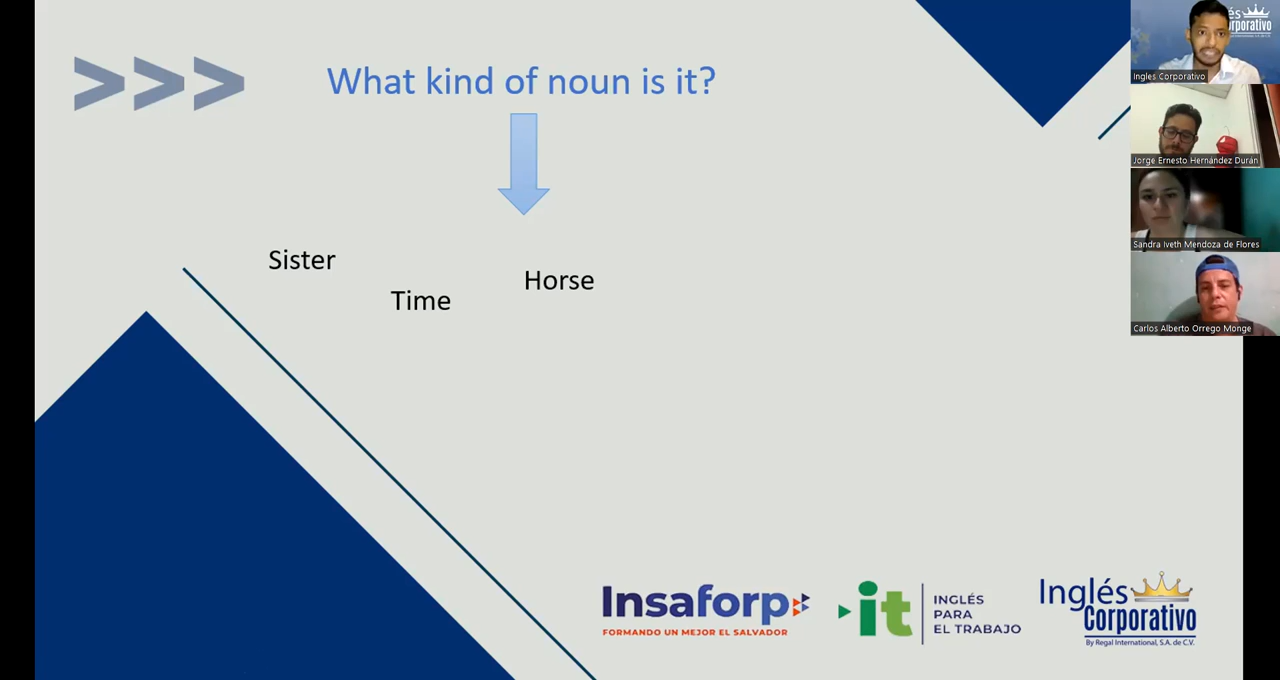 >>> What kind of noun is it?
Sister
Horse
Time
Insaforp
FORMANDO UN MEJOR EL SALVADOR
it
INGLÉS
PARA
EL TRABAJO
Inglés
Corporativo
By Regal International, S.A. de C.V.
és
rporativo
Ingles Corporativo
Jorge Ernesto Hernández Durán
Sandra Iveth Mendoza de Flores
Carlos Alberto Orrego Monge